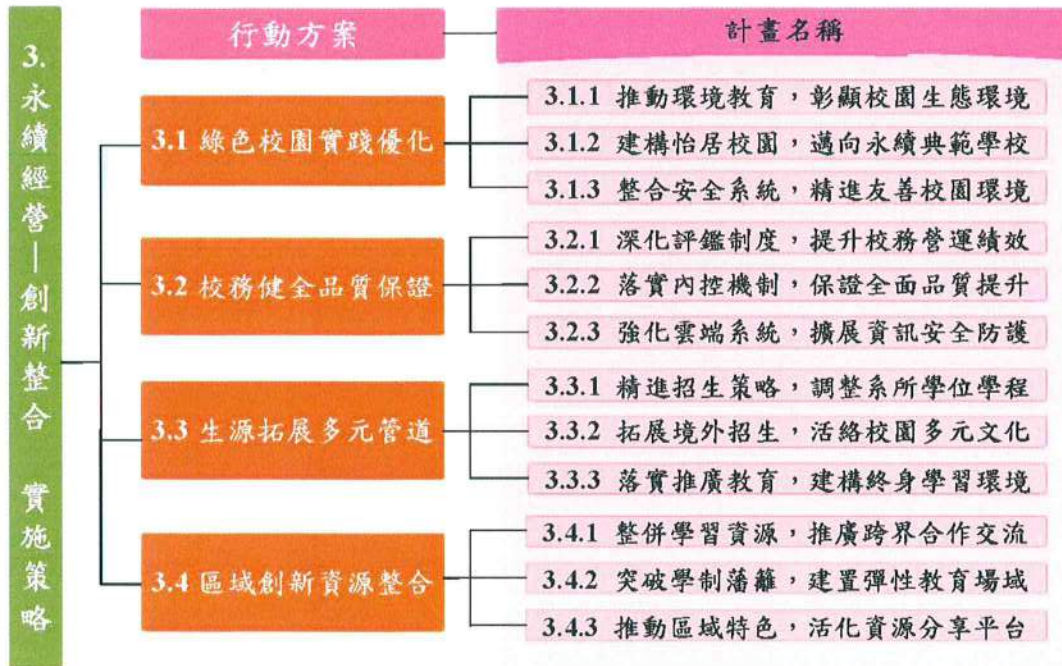 3.永續經營—創新整合 實施策略
行動方案
計畫名稱
3.1 綠色校園實踐優化
3.1.1 推動環境教育，彰顯校園生態環境
3.1.2 建構怡居校園，邁向永續典範學校
3.1.3 整合安全系統，精進友善校園環境
3.2 校務健全品質保證
3.2.1 深化評鑑制度，提升校務營運績效
3.2.2 落實內控機制，保證全面品質提升
3.2.3 強化雲端系統，擴展資訊安全防護
3.3 生源拓展多元管道
3.3.1 精進招生策略，調整系所學位學程
3.3.2 拓展境外招生，活絡校園多元文化
3.3.3 落實推廣教育，建構終身學習環境
3.4 區域創新資源整合
3.4.1 整併學習資源，推廣跨界合作交流
3.4.2 突破學制藩籬，建置彈性教育場域
3.4.3 推動區域特色，活化資源分享平台